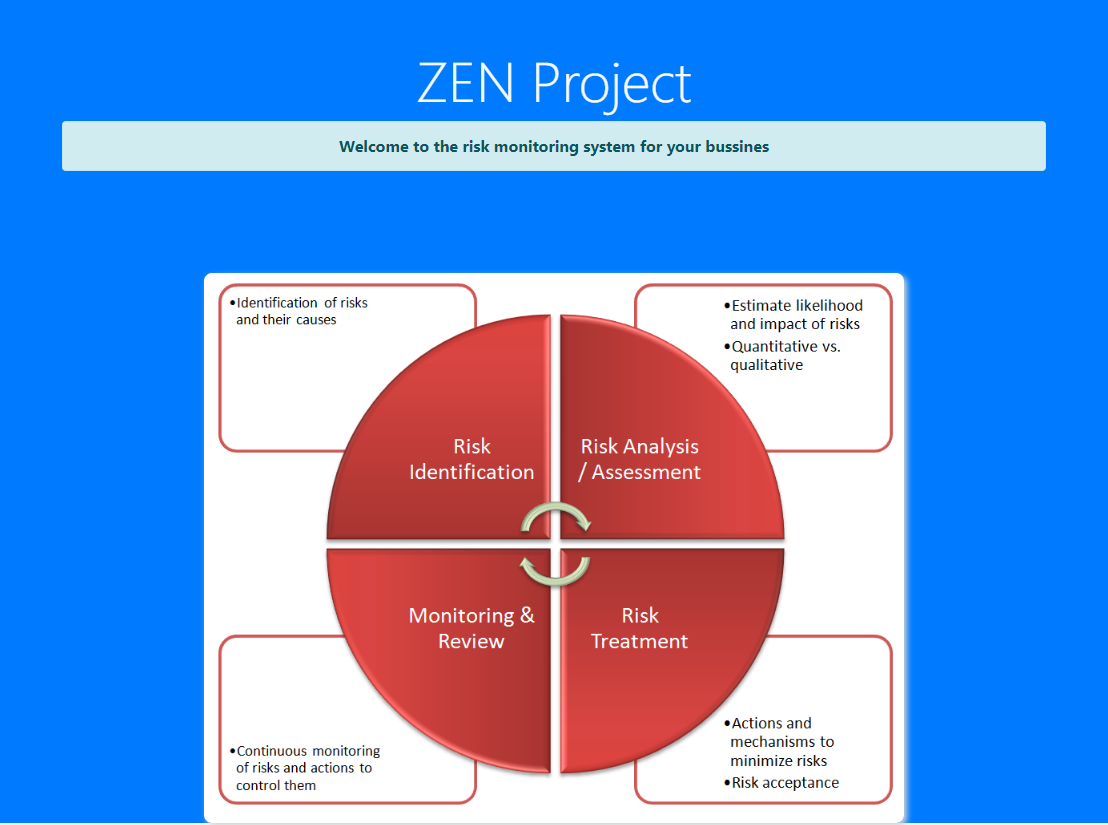 ZEN Project
Welcome to the risk monitoring system for your bussines
•Identification of risks
and their causes
•Estimate likelihood
and impact of risks
•Quantitative vs.
qualitative
Risk
Identification
Risk Analysis
/ Assessment
Monitoring &
Review
Risk
Treatment
•Continuous monitoring
of risks and actions to
control them
•Actions and
mechanisms to
minimize risks
•Risk acceptance